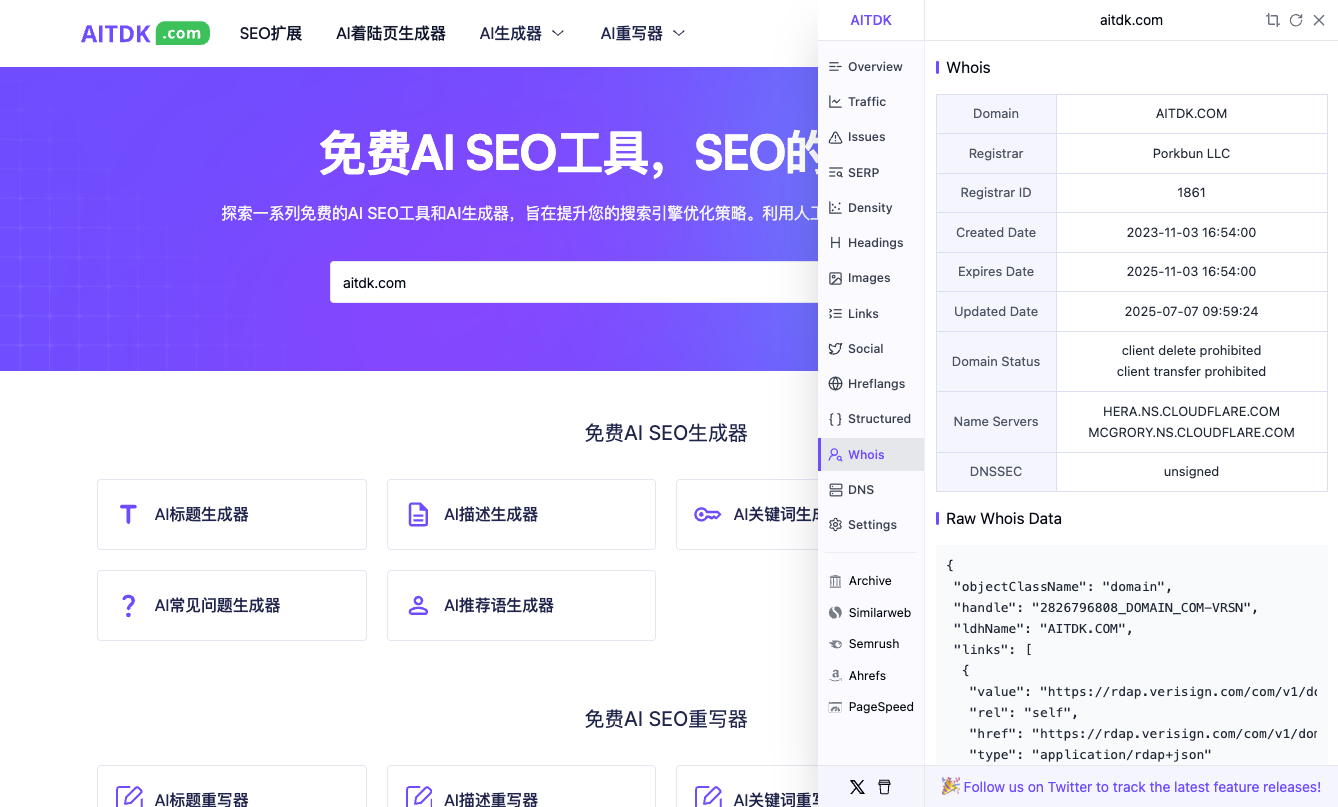 AITDK .com
SEO扩展
AI着陆页生成器
AI生成器
AI重写器
免费AI SEO工具，SEO的
探索一系列免费的AI SEO工具和AI生成器，旨在提升您的搜索引擎优化策略。利用人工
aitdk.com
免费AI SEO生成器
AI标题生成器
AI描述生成器
AI关键词生成
AI常见问题生成器
AI推荐语生成器
免费AI SEO重写器
AI标题重写器
AI描述重写器
AI关键词重写
AITDK
Overview
Traffic
Issues
SERP
Density
Headings
Images
Links
Social
Hreflangs
Structured
Whois
DNS
Settings
Archive
Similarweb
Semrush
Ahrefs
PageSpeed
aitdk.com
Whois
Domain AITDK.COM
Registrar Porkbun LLC
Registrar ID 1861
Created Date 2023-11-03 16:54:00
Expires Date 2025-11-03 16:54:00
Updated Date 2025-07-07 09:59:24
Domain Status client delete prohibited
client transfer prohibited
Name Servers HERA.NS.CLOUDFLARE.COM
MCGRORY.NS.CLOUDFLARE.COM
DNSSEC unsigned
Raw Whois Data
{
"objectClassName": "domain",
"handle": "2826796808_DOMAIN_COM-VRSN",
"ldhName": "AITDK.COM",
"links": [
{
"value": "https://rdap.verisign.com/com/v1/do
"rel": "self",
"href": "https://rdap.verisign.com/com/v1/dom
"type": "application/rdap+json"
Follow us on Twitter to track the latest feature releases!